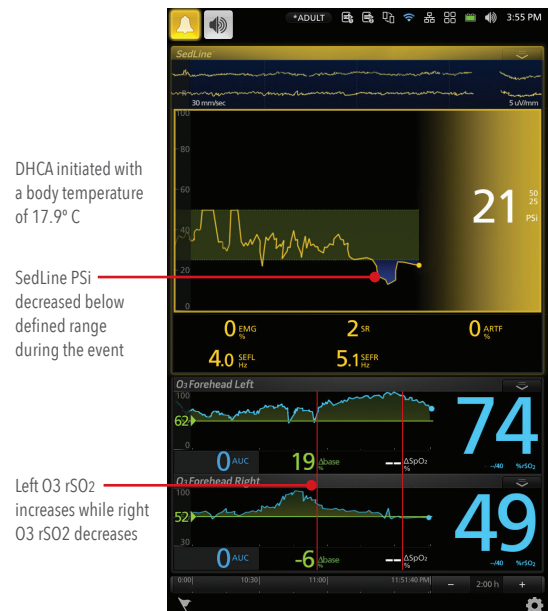 *ADULT 3:55 PM
SedLine
30 mm/sec 5 uV/mm
100
80
60
40
20
0
21 50 25 PSi
0 EMG % 2 SR 0 ARTF %
4.0 SEFL Hz 5.1 SEFR Hz
DHCA initiated with
a body temperature
of 17.9º C
SedLine PSi
decreased below
defined range
during the event
O3 Forehead Left
100
62
0
74
0 AUC 19 Δbase % -- ΔSpO2 % --/40 %rSO2
Left O3 rSO2
increases while right
O3 rSO2 decreases
O3 Forehead Right
100
52
30
49
0 AUC -6 Δbase % -- ΔSpO2 % --/40 %rSO2
0:00 10:30 11:00 11:51:40 PM - 2:00 h +